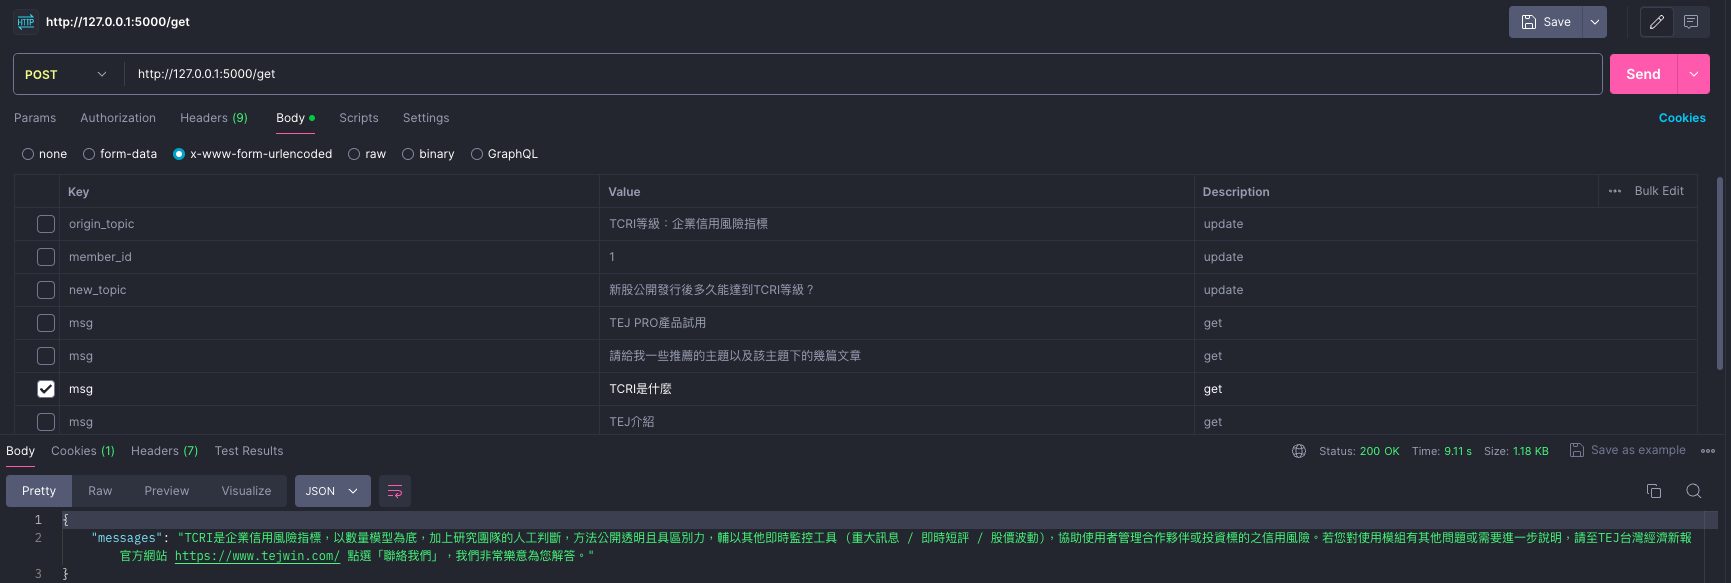 HTTP http://127.0.0.1:5000/get Save
POST http://127.0.0.1:5000/get Send
Params Authorization Headers (9) Body Scripts Settings Cookies
none form-data x-www-form-urlencoded raw binary GraphQL
Key Value Description ••• Bulk Edit
origin_topic TCRI等級：企業信用風險指標 update
member_id 1 update
new_topic 新股公開發行後多久能達到TCRI等級？ update
msg TEJ PRO產品試用 get
msg 請給我一些推薦的主題以及該主題下的幾篇文章 get
msg TCRI是什麼 get
msg TEJ介紹 get
Body Cookies (1) Headers (7) Test Results Status: 200 OK Time: 9.11 s Size: 1.18 KB Save as example •••
Pretty Raw Preview Visualize JSON
1 {
2 "messages": "TCRI是企業信用風險指標，以數量模型為底，加上研究團隊的人工判斷，方法公開透明且具區別力，輔以其他即時監控工具 (重大訊息 / 即時短評 / 股價波動)，協助使用者管理合作夥伴或投資標的之信用風險。若您對使用模組有其他問題或需要進一步說明，請至TEJ台灣經濟新報
官方網站 https://www.tejwin.com/ 點選「聯絡我們」，我們非常樂意為您解答。"
3 }